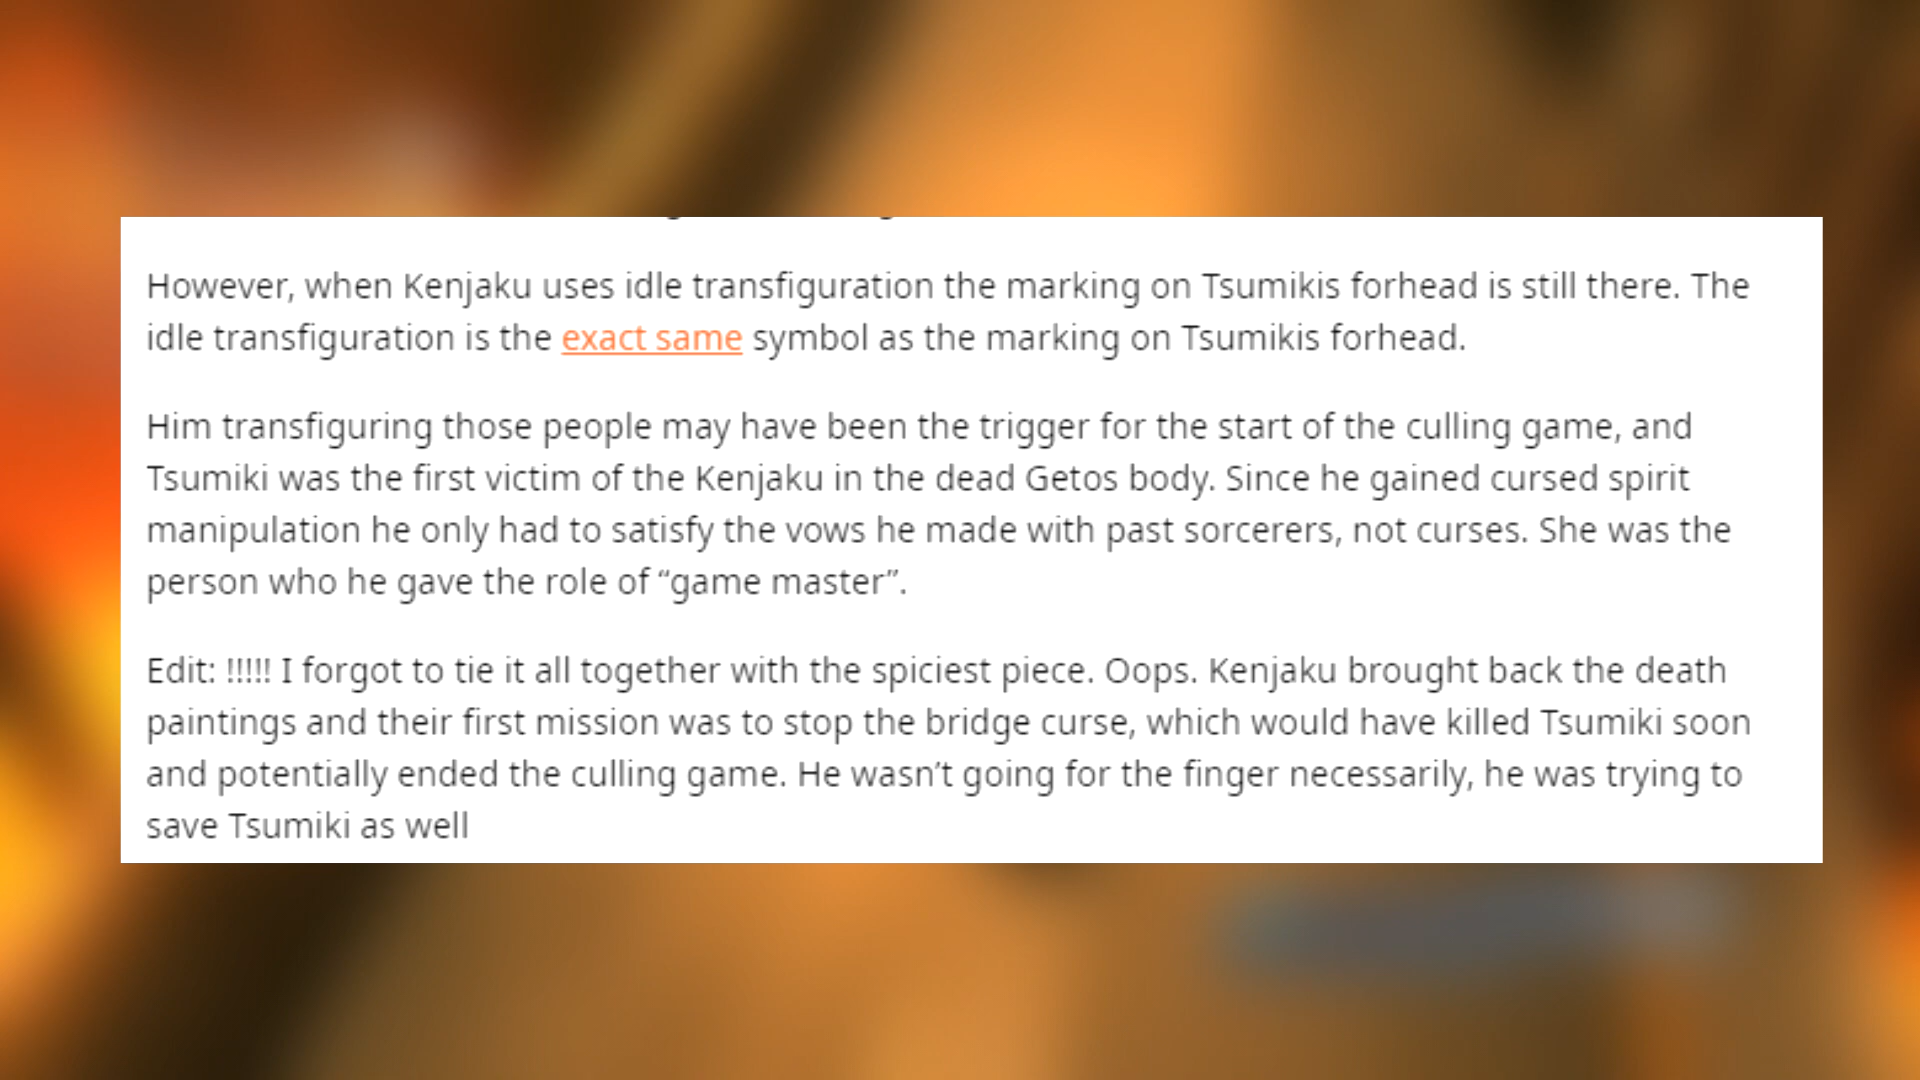 However, when Kenjaku uses idle transfiguration the marking on Tsumikis forhead is still there. The
idle transfiguration is the exact same symbol as the marking on Tsumikis forhead.
Him transfiguring those people may have been the trigger for the start of the culling game, and
Tsumiki was the first victim of the Kenjaku in the dead Getos body. Since he gained cursed spirit
manipulation he only had to satisfy the vows he made with past sorcerers, not curses. She was the
person who he gave the role of “game master”.
Edit: !!!!! I forgot to tie it all together with the spiciest piece. Oops. Kenjaku brought back the death
paintings and their first mission was to stop the bridge curse, which would have killed Tsumiki soon
and potentially ended the culling game. He wasn’t going for the finger necessarily, he was trying to
save Tsumiki as well